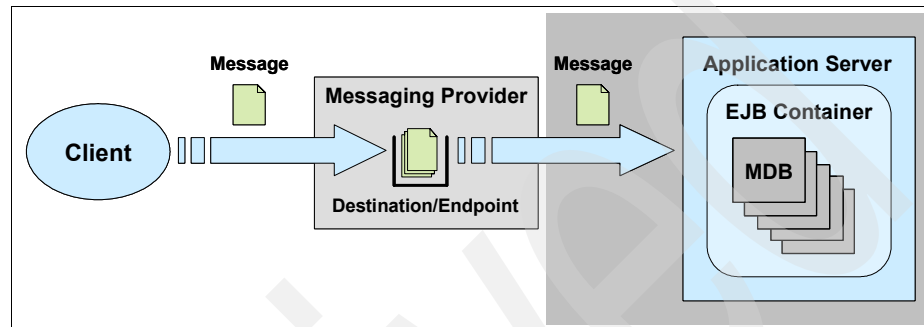 Message
Message
Application Server
Messaging Provider
EJB Container
Client
MDB
Destination/Endpoint